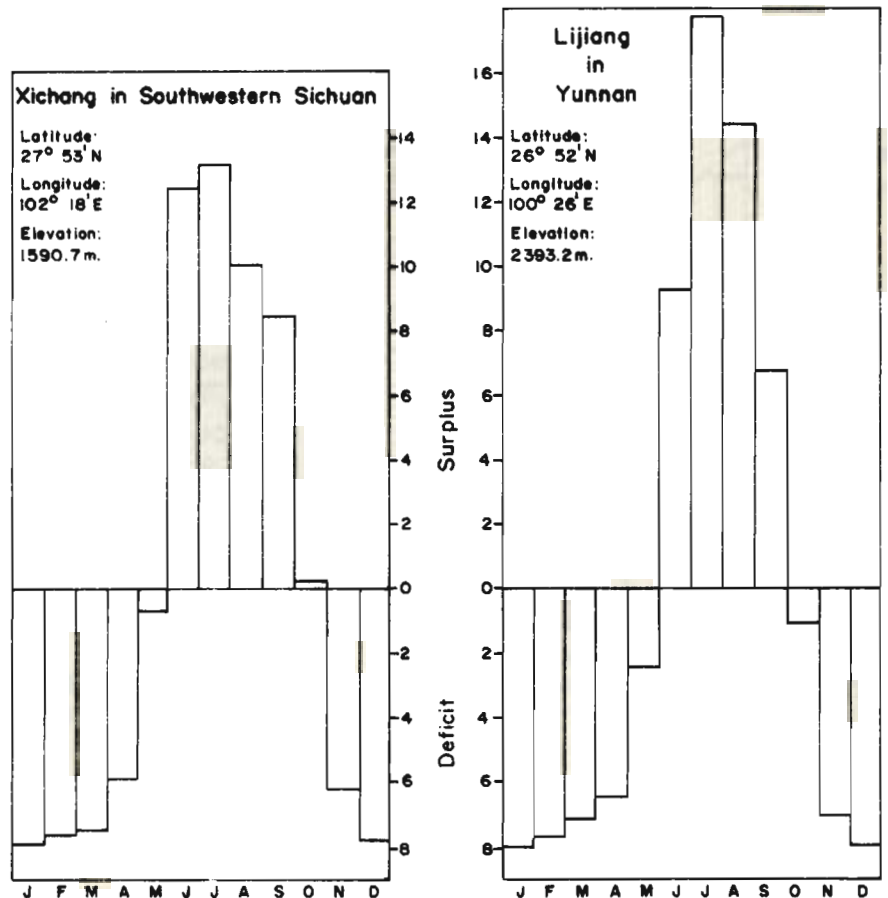 Xichang in Southwestern Sichuan
Latitude:
27° 53' N
Longitude:
102° 18' E
Elevation:
1590.7m.
14
12
10
8
6
4
2
0
2
4
6
8
J F M A M J J A S O N D
Surplus
Deficit
Lijiang
in
Yunnan
Latitude:
26° 52' N
Longitude:
100° 26' E
Elevation:
2393.2m.
16
14
12
10
8
6
4
2
0
2
4
6
8
J F M A M J J A S O N D